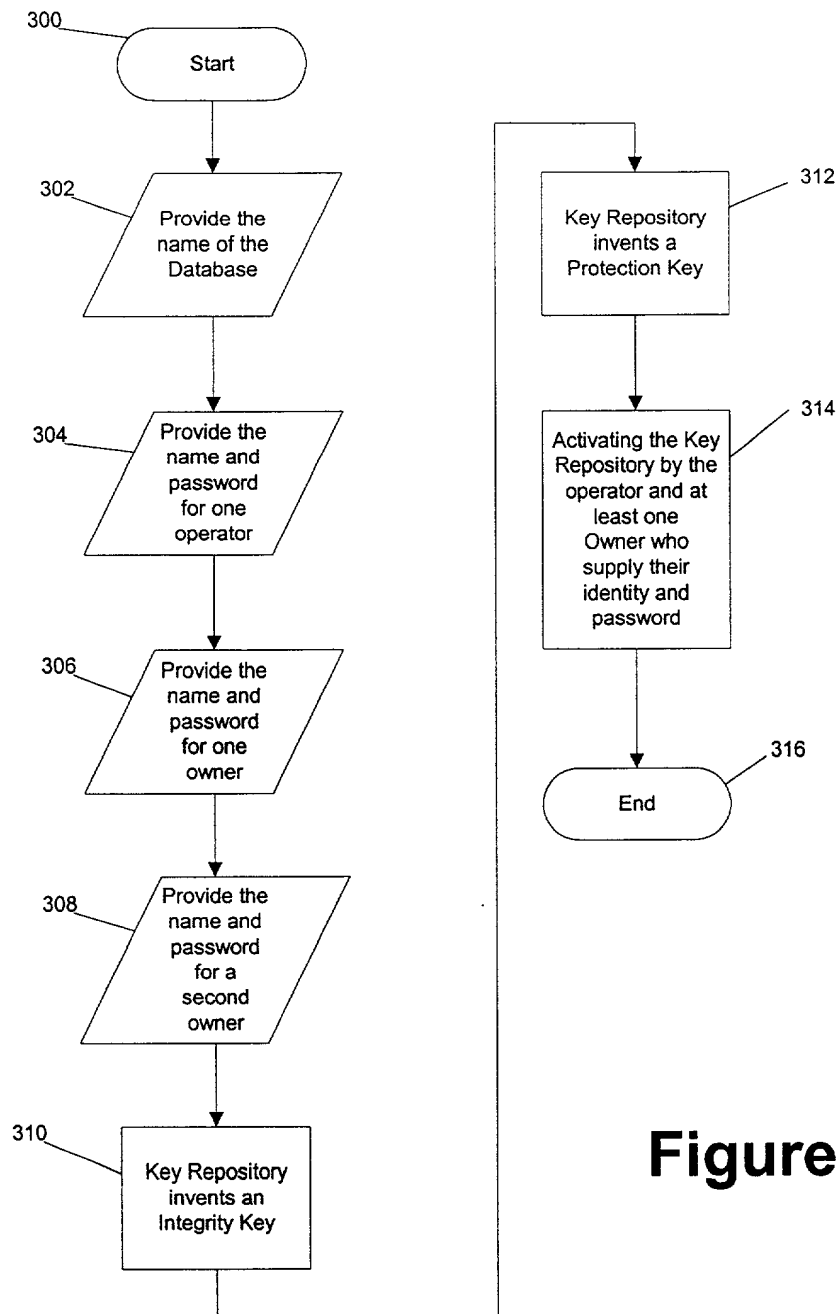 300
Start
302
Provide the
name of the
Database
304
Provide the
name and
password
for one
operator
306
Provide the
name and
password
for one
owner
308
Provide the
name and
password
for a
second
owner
310
Key Repository
invents an
Integrity Key
312
Key Repository
invents a
Protection Key
314
Activating the Key
Repository by the
operator and at
least one
Owner who
supply their
identity and
password
316
End
Figure